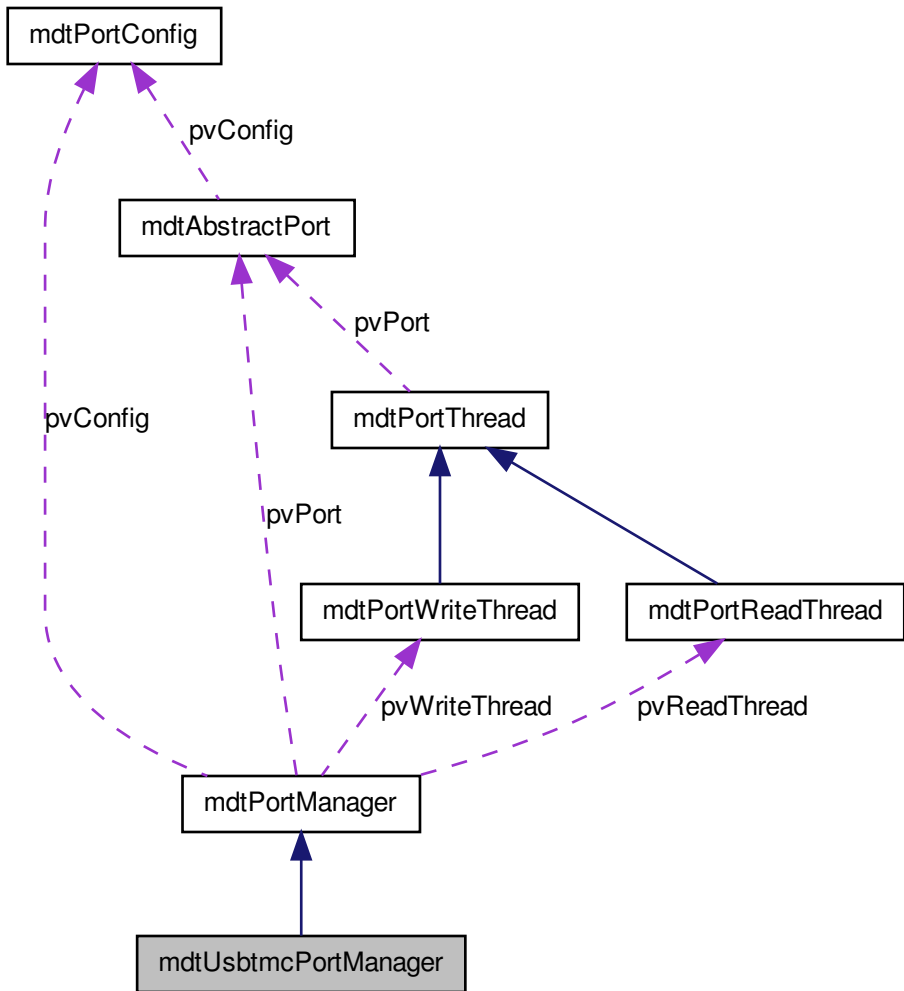 mdtPortConfig
pvConfig
mdtAbstractPort
pvPort
mdtPortThread
pvConfig
pvPort
mdtPortWriteThread
mdtPortReadThread
pvWriteThread
pvReadThread
mdtPortManager
mdtUsbtmcPortManager